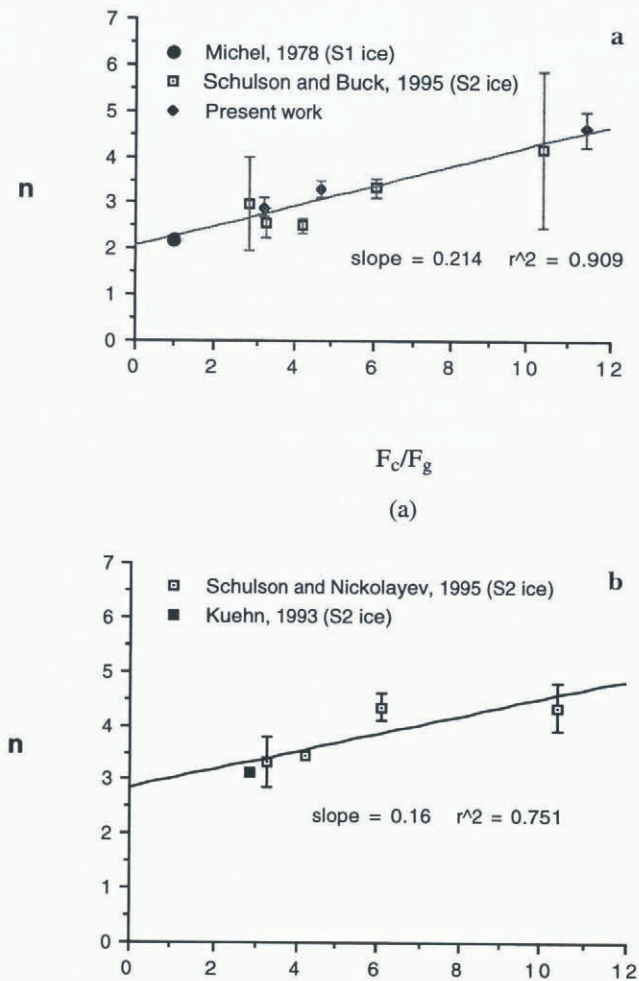 7
a
6
Michel, 1978 (S1 ice)
Schulson and Buck, 1995 (S2 ice)
5
Present work
4
n
3
2
slope = 0.214 r^2 = 0.909
1
0
0 2 4 6 8 10 12
F_c/F_g
(a)
7
b
Schulson and Nickolayev, 1995 (S2 ice)
6
Kuehn, 1993 (S2 ice)
5
4
n
3
slope = 0.16 r^2 = 0.751
2
1
0
0 2 4 6 8 10 12